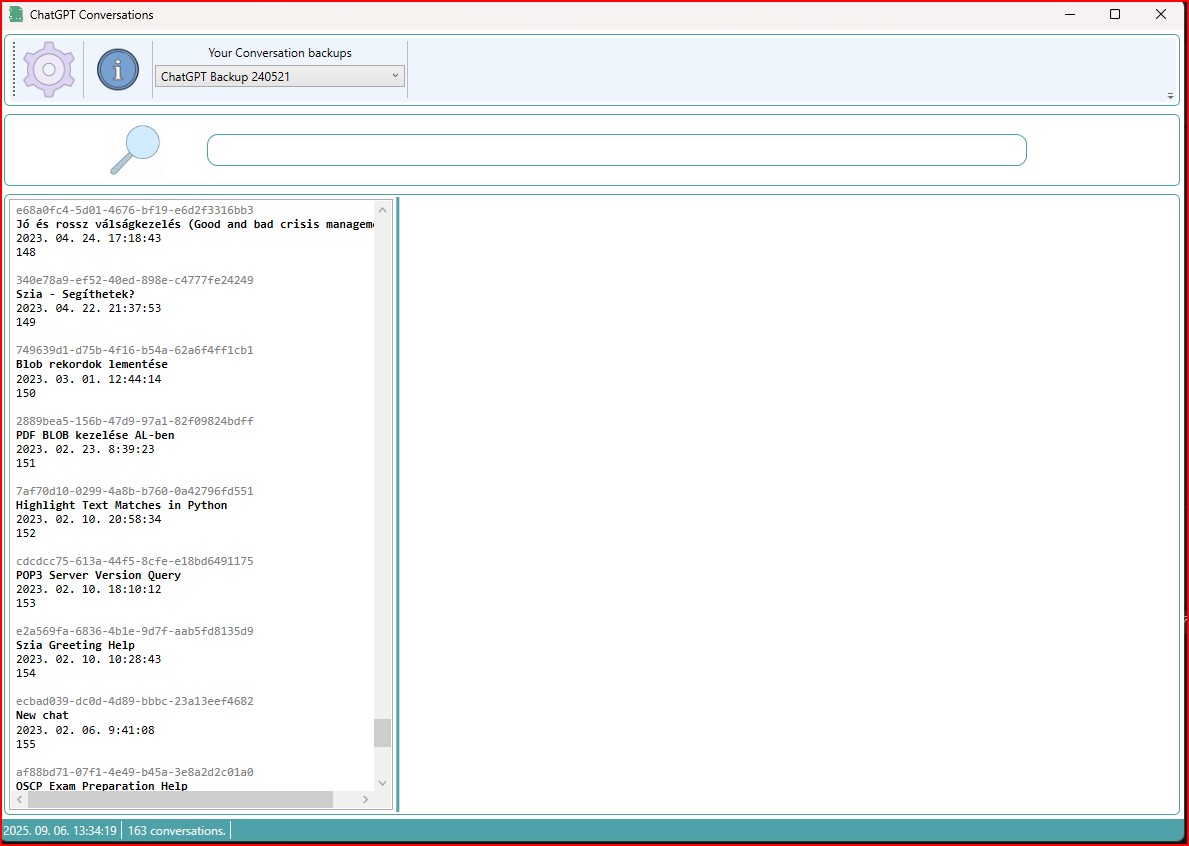 ChatGPT Conversations
Your Conversation backups
ChatGPT Backup 240521
e68a0fc4-5d01-4676-bf19-e6d2f3316bb3
Jó és rossz válságkezelés (Good and bad crisis manageme
2023. 04. 24. 17:18:43
148
340e78a9-ef52-40ed-898e-c4777fe24249
Szia - Segíthetek?
2023. 04. 22. 21:37:53
149
749639d1-d75b-4f16-b54a-62a6f4ff1cb1
Blob rekordok lementése
2023. 03. 01. 12:44:14
150
2889bea5-156b-47d9-97a1-82f09824bdff
PDF BLOB kezelése AL-ben
2023. 02. 23. 8:39:23
151
7af70d10-0299-4a8b-b760-0a42796fd551
Highlight Text Matches in Python
2023. 02. 10. 20:58:34
152
cdcdcc75-613a-44f5-8cfe-e18bd6491175
POP3 Server Version Query
2023. 02. 10. 18:10:12
153
e2a569fa-6836-4b1e-9d7f-aab5fd8135d9
Szia Greeting Help
2023. 02. 10. 10:28:43
154
ecbad039-dc0d-4d89-bbbc-23a13eef4682
New chat
2023. 02. 06. 9:41:08
155
af88bd71-07f1-4e49-b45a-3e8a2d2c01a0
OSCP Exam Preparation Help
2025. 09. 06. 13:34:19
163 conversations.